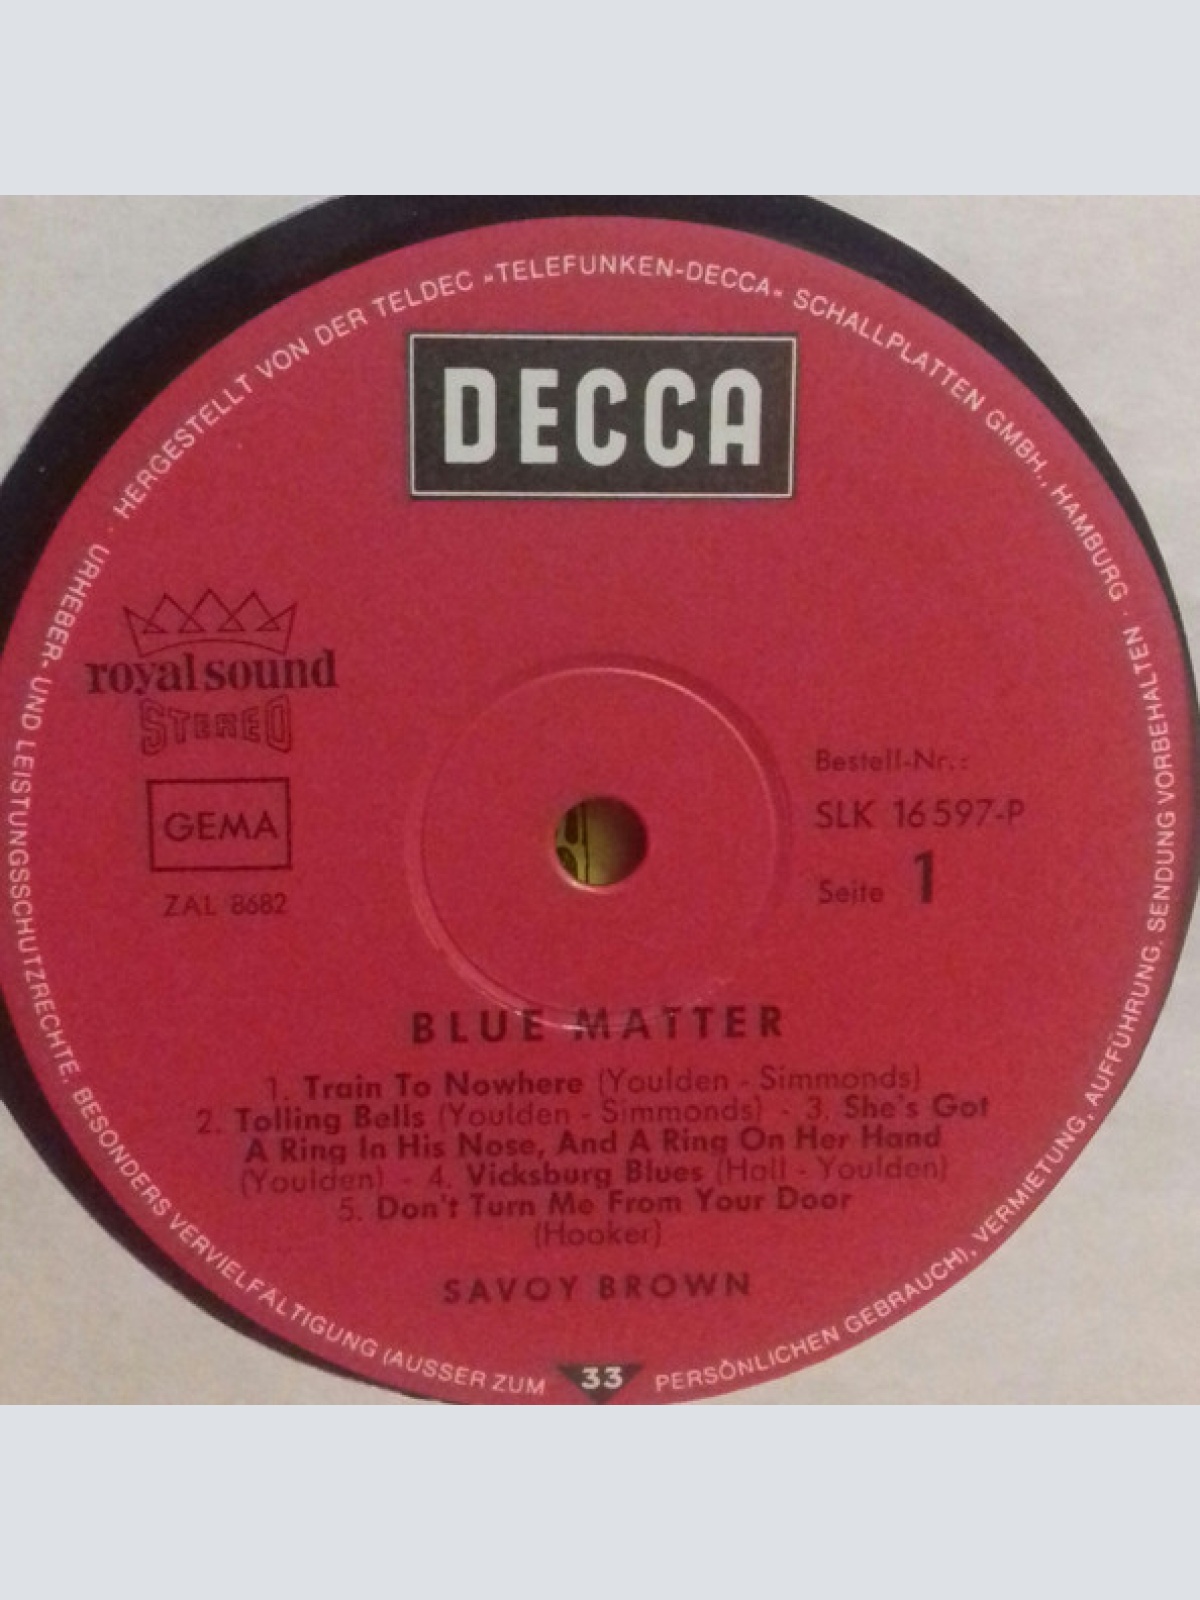 HERGESTELLT VON DER TELDEC »TELEFUNKEN-DECCA« SCHALLPLATTEN GMBH., HAMBURG · URHEBER- UND LEISTUNGSSCHUTZRECHTE, BESONDERS VERVIELFÄLTIGUNG (AUSSER ZUM PERSÖNLICHEN GEBRAUCH), VERMIETUNG, AUFFÜHRUNG, SENDUNG VORBEHALTEN ·
DECCA
royal sound
STEREO
GEMA
ZAL 8682
Bestell-Nr.:
SLK 16597-P
Seite 1
BLUE MATTER
1. Train To Nowhere (Youlden - Simmonds)
2. Tolling Bells (Youlden - Simmonds) - 3. She's Got
A Ring In His Nose, And A Ring On Her Hand
(Youlden) - 4. Vicksburg Blues (Hall - Youlden)
5. Don't Turn Me From Your Door
(Hooker)
SAVOY BROWN
33